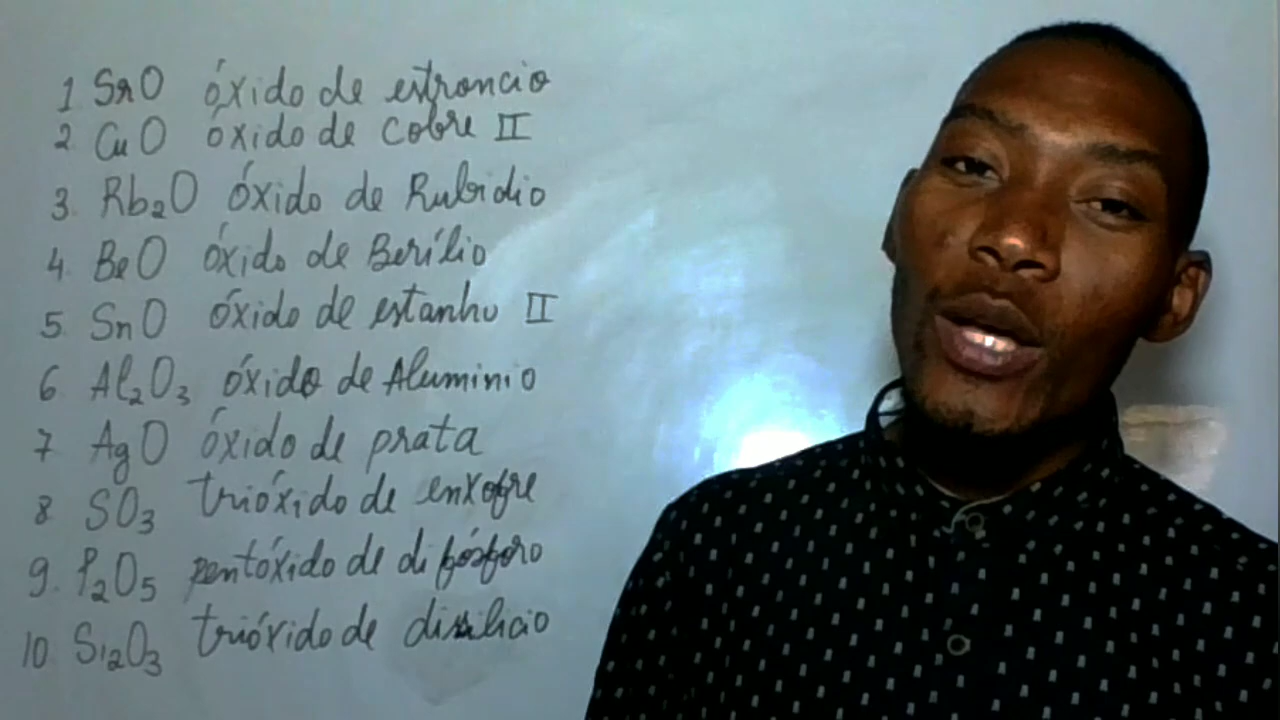 1 SrO óxido de estroncio
2 CuO óxido de cobre II
3. Rb₂O óxido de Rubidio
4. BeO óxido de Berílio
5. SnO óxido de estanho II
6 Al₂O₃ óxido de Aluminio
7 AgO óxido de prata
8 SO₃ trióxido de enxofre
9. P₂O₅ pentóxido de difósforo
10 Si₂O₃ trióxido de dissilicio